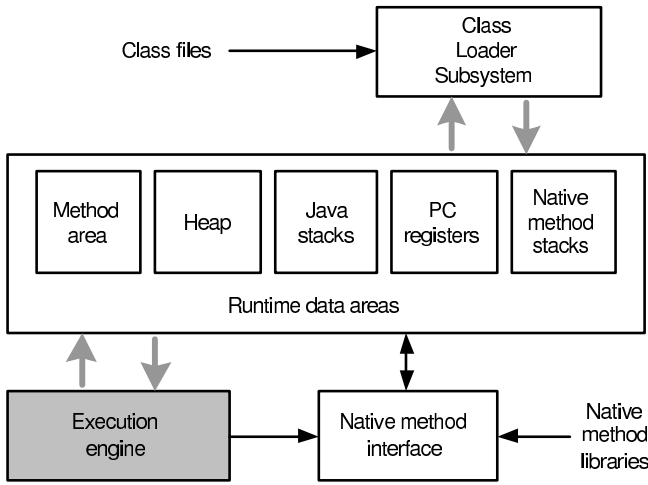 Class files
Class
Loader
Subsystem
Method
area
Heap
Java
stacks
PC
registers
Native
method
stacks
Runtime data areas
Execution
engine
Native method
interface
Native
method
libraries